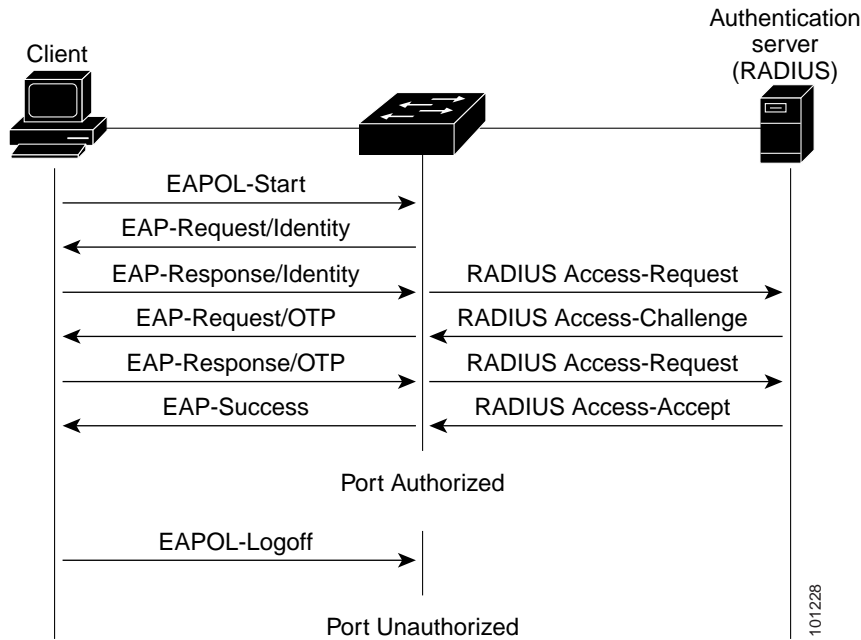 Client
Authentication
server
(RADIUS)
EAPOL-Start
EAP-Request/Identity
EAP-Response/Identity
RADIUS Access-Request
EAP-Request/OTP
RADIUS Access-Challenge
EAP-Response/OTP
RADIUS Access-Request
EAP-Success
RADIUS Access-Accept
Port Authorized
EAPOL-Logoff
Port Unauthorized
101228